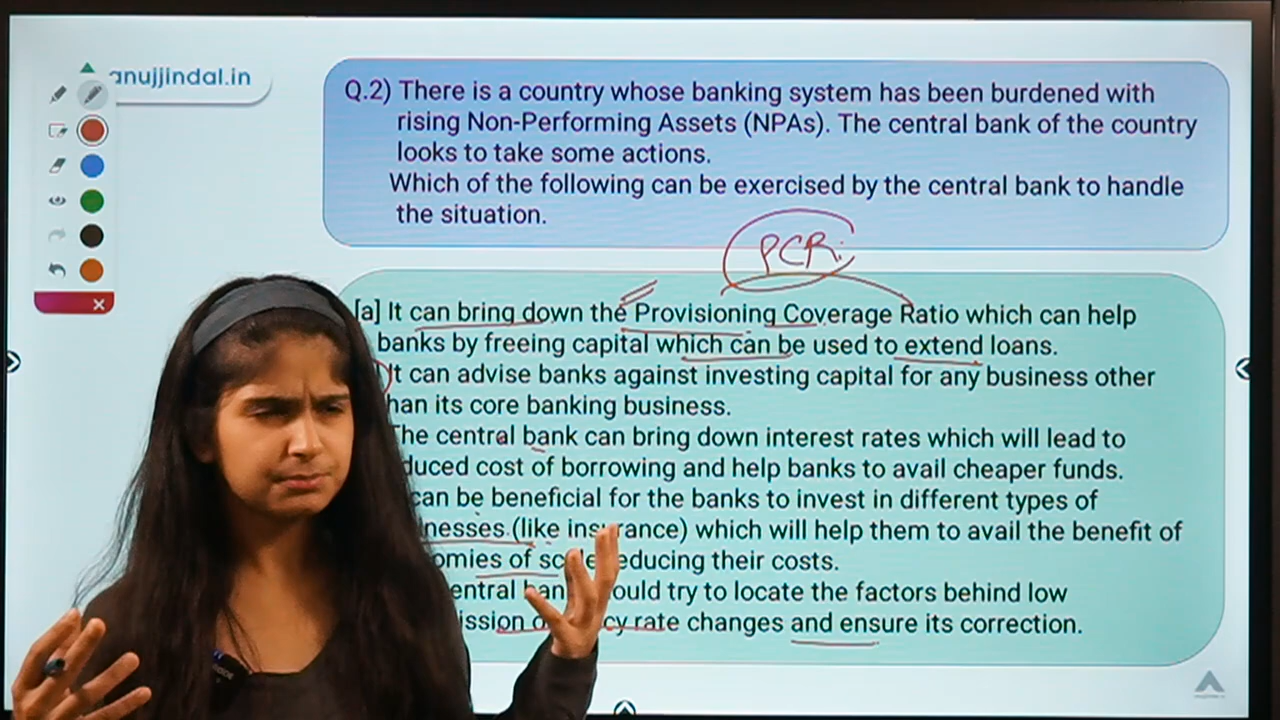 anujjindal.in
Q.2) There is a country whose banking system has been burdened with
rising Non-Performing Assets (NPAs). The central bank of the country
looks to take some actions.
Which of the following can be exercised by the central bank to handle
the situation.
PCR
[a] It can bring down the Provisioning Coverage Ratio which can help
banks by freeing capital which can be used to extend loans.
It can advise banks against investing capital for any business other
han its core banking business.
The central bank can bring down interest rates which will lead to
duced cost of borrowing and help banks to avail cheaper funds.
can be beneficial for the banks to invest in different types of
nesses (like insurance) which will help them to avail the benefit of
omies of educing their costs.
entral ban ould try to locate the factors behind low
ission cy rate changes and ensure its correction.